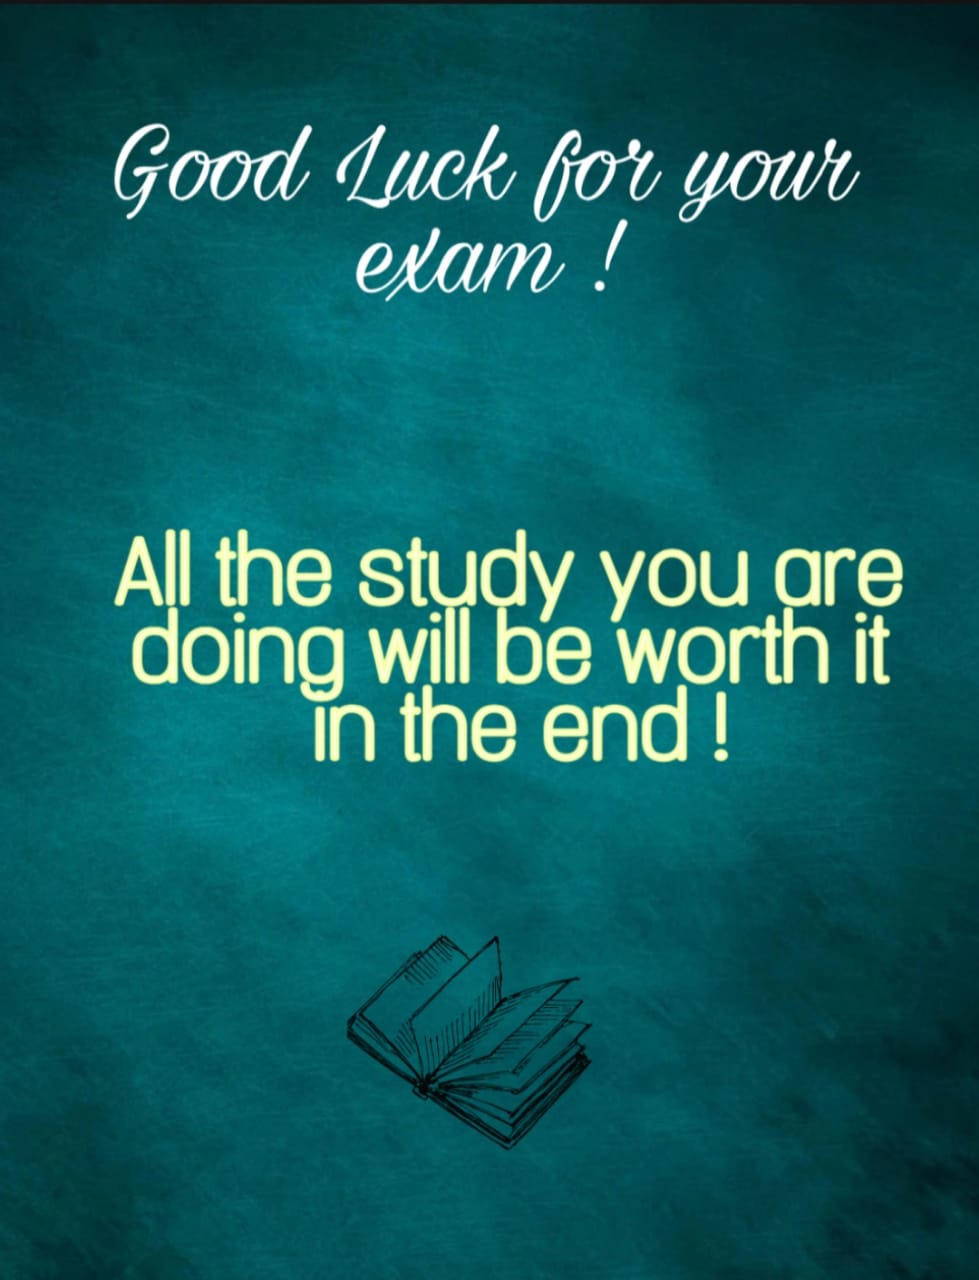 Good Luck for your
exam !
All the study you are
doing will be worth it
in the end !